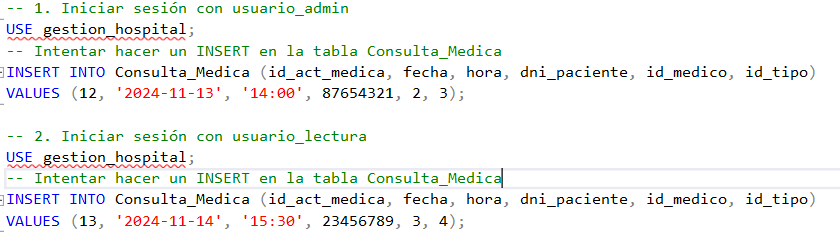 -- 1. Iniciar sesión con usuario_admin
USE gestion_hospital;
-- Intentar hacer un INSERT en la tabla Consulta_Medica
INSERT INTO Consulta_Medica (id_act_medica, fecha, hora, dni_paciente, id_medico, id_tipo)
VALUES (12, '2024-11-13', '14:00', 87654321, 2, 3);
-- 2. Iniciar sesión con usuario_lectura
USE gestion_hospital;
-- Intentar hacer un INSERT en la tabla Consulta_Medica
INSERT INTO Consulta_Medica (id_act_medica, fecha, hora, dni_paciente, id_medico, id_tipo)
VALUES (13, '2024-11-14', '15:30', 23456789, 3, 4);